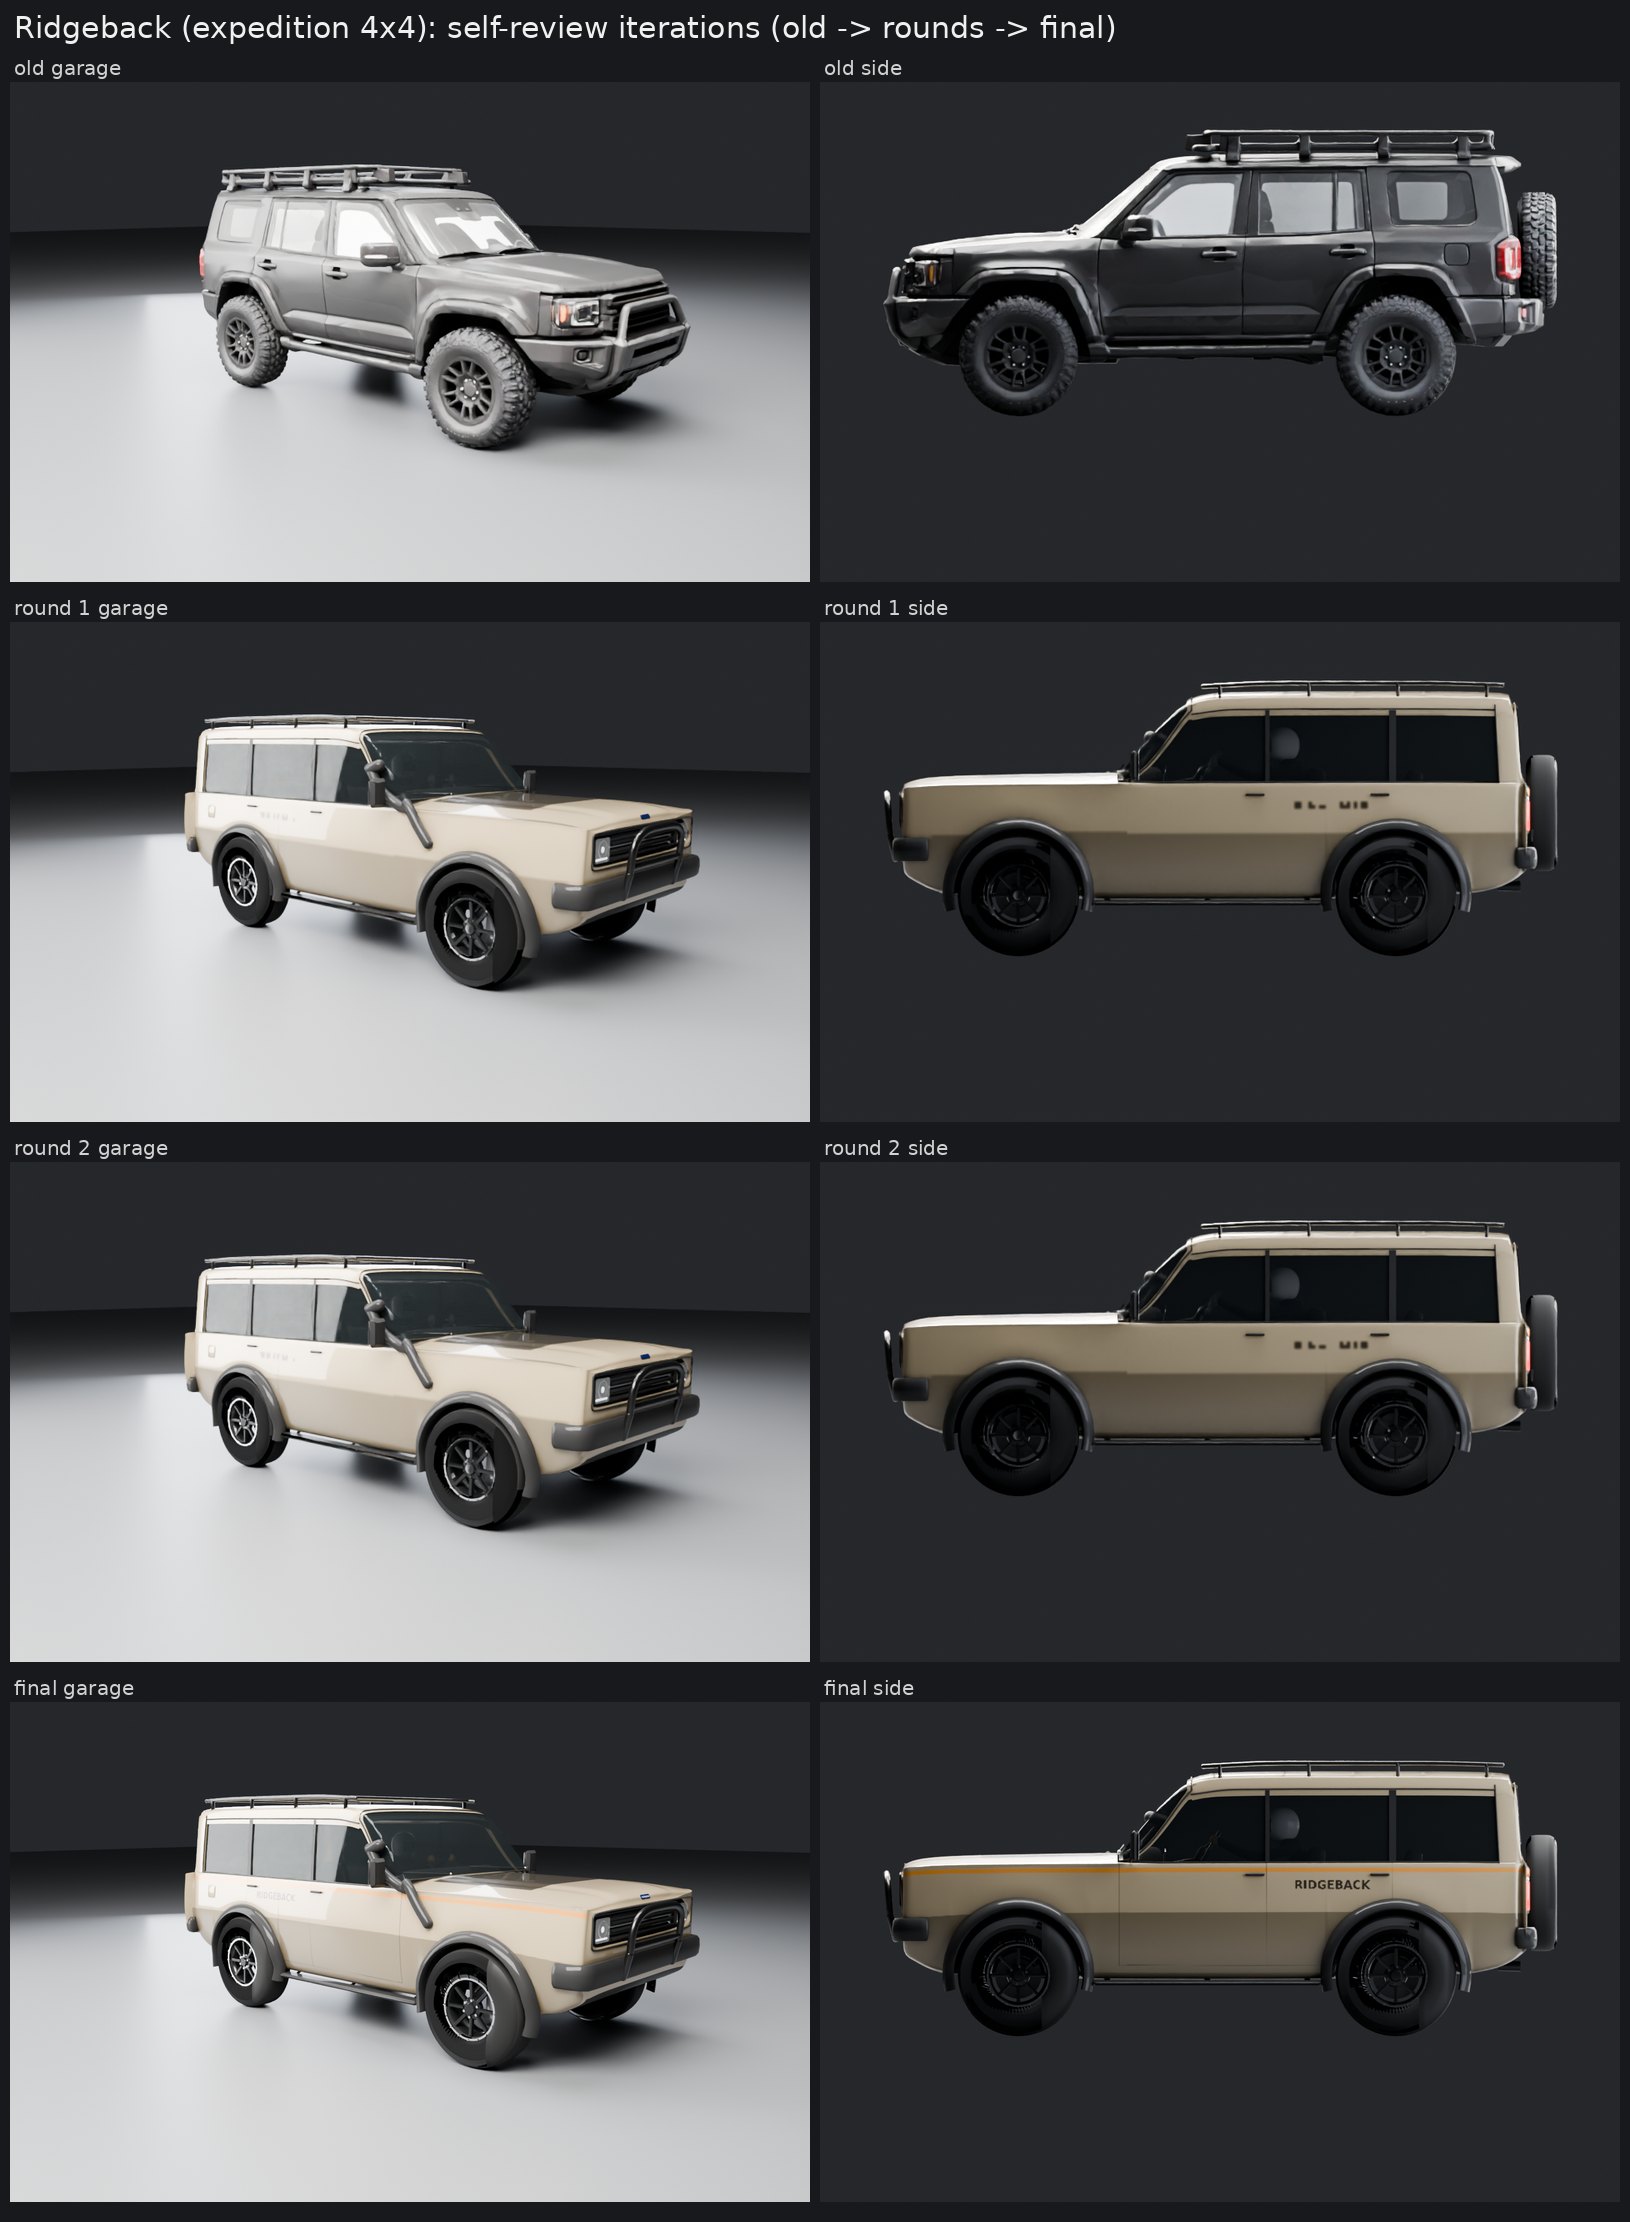 Ridgeback (expedition 4x4): self-review iterations (old -> rounds -> final)
old garage
old side
round 1 garage
round 1 side
round 2 garage
round 2 side
final garage
final side
RIDGEBACK
RIDGEBACK